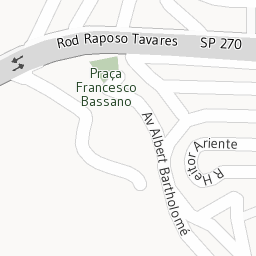 Rod Raposo Tavares SP 270
Praça
Francesco
Bassano
Av Albert Bartholomé
Ariente
R Heitor